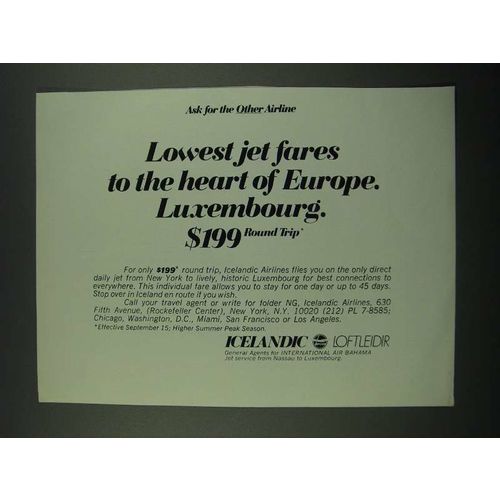 Ask for the Other Airline
Lowest jet fares
to the heart of Europe.
Luxembourg.
$199 Round Trip*
For only $199* round trip, Icelandic Airlines flies you on the only direct
daily jet from New York to lively, historic Luxembourg for best connections to
everywhere. This individual fare allows you to stay for one day or up to 45 days.
Stop over in Iceland en route if you wish.
Call your travel agent or write for folder NG, Icelandic Airlines, 630
Fifth Avenue, (Rockefeller Center), New York, N.Y. 10020 (212) PL 7-8585;
Chicago, Washington, D.C., Miami, San Francisco or Los Angeles.
*Effective September 15; Higher Summer Peak Season.
ICELANDIC LOFTLEIDIR
General Agents for INTERNATIONAL AIR BAHAMA
Jet service from Nassau to Luxembourg.